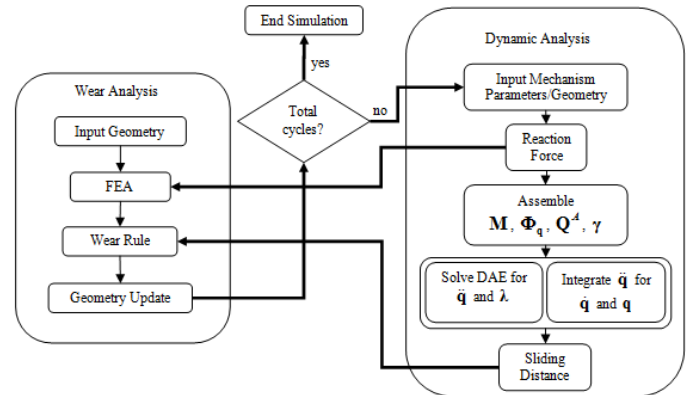 End Simulation
yes
Total
cycles?
no
Wear Analysis
Input Geometry
FEA
Wear Rule
Geometry Update
Dynamic Analysis
Input Mechanism
Parameters/Geometry
Reaction
Force
Assemble
M, Φq, Q^A, γ
Solve DAE for
q̈ and λ
Integrate q̈ for
q̇ and q
Sliding
Distance